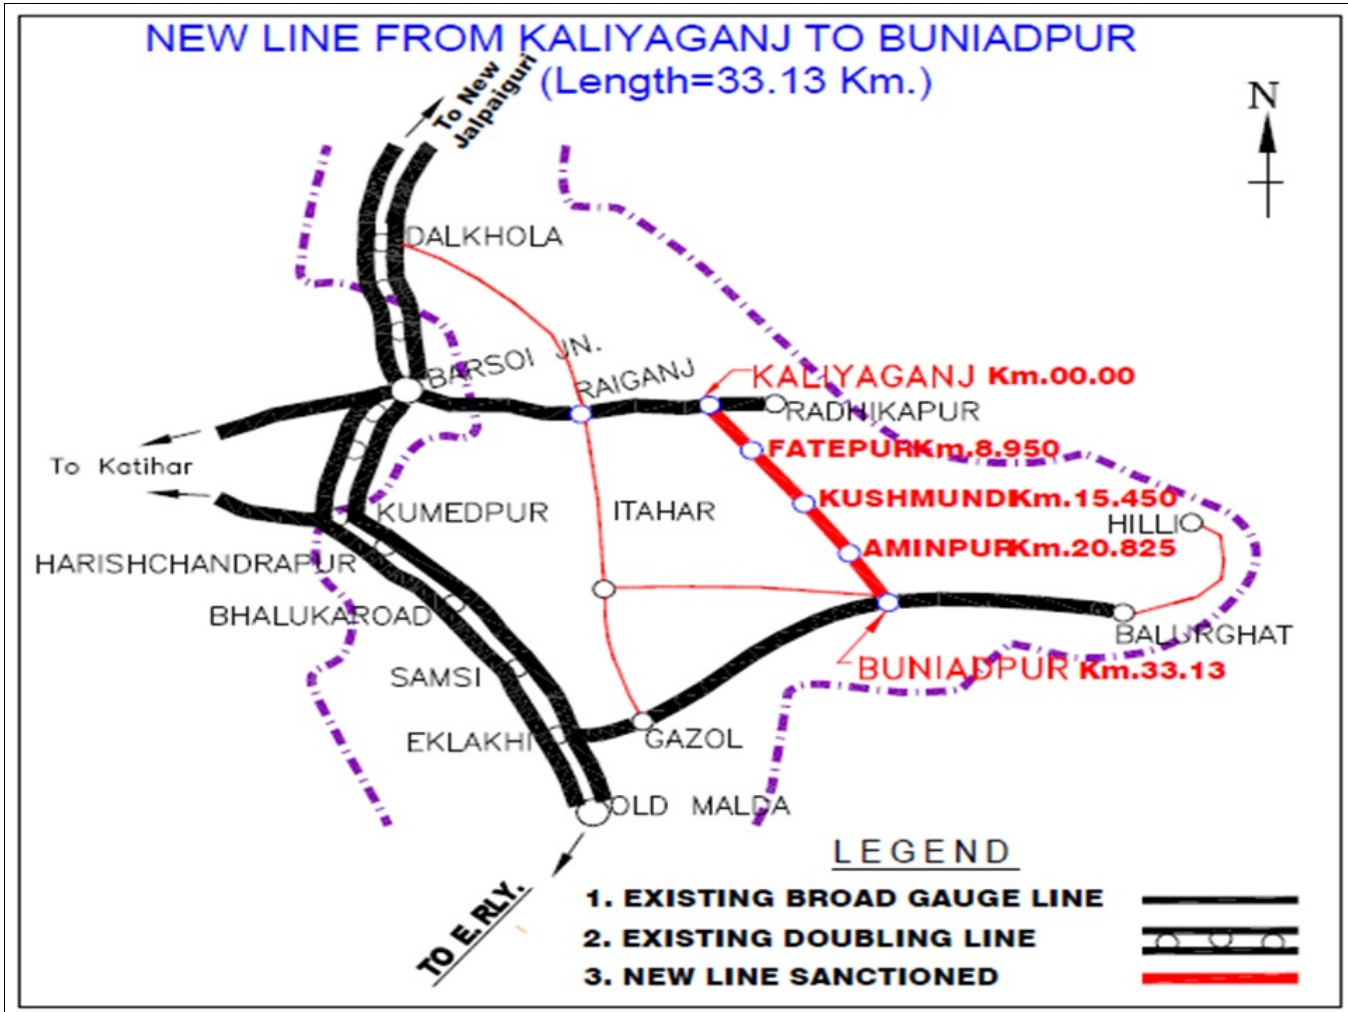 NEW LINE FROM KALIYAGANJ TO BUNIADPUR
(Length=33.13 Km.)
To New
Jalpaiguri
N
DALKHOLA
BARSOI JN.
RAIGANJ
KALIYAGANJ Km.00.00
RADHIKAPUR
FATEPUR Km.8.950
To Katihar
KUSHMUNDI Km.15.450
KUMEDPUR
ITAHAR
HILLI
AMINPUR Km.20.825
HARISHCHANDRAPUR
BHALUKAROAD
BALURGHAT
BUNIADPUR Km.33.13
SAMSI
EKLAKHI
GAZOL
OLD MALDA
TO E. RLY.
LEGEND
1. EXISTING BROAD GAUGE LINE
2. EXISTING DOUBLING LINE
3. NEW LINE SANCTIONED